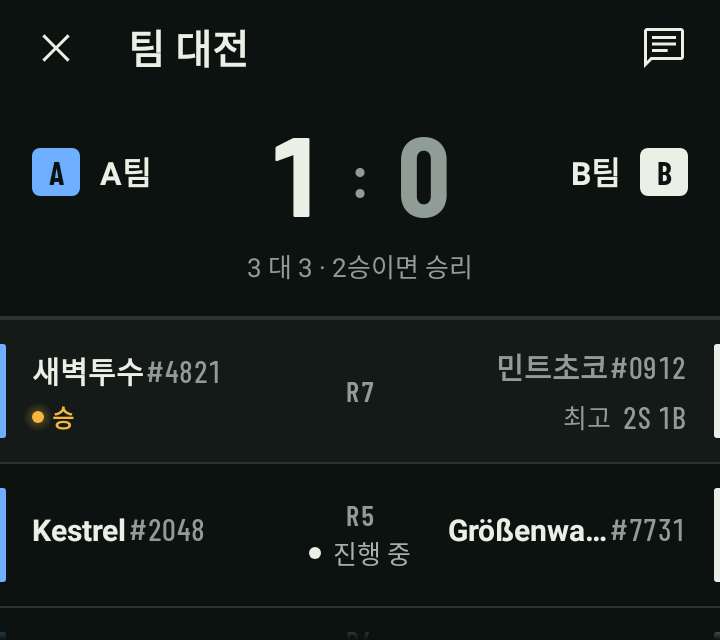 팀 대전
A A팀 1 : 0 B팀 B
3 대 3 · 2승이면 승리
새벽투수#4821 R7 민트초코#0912
승 최고 2S 1B
Kestrel#2048 R5 Größenwa…#7731
진행 중